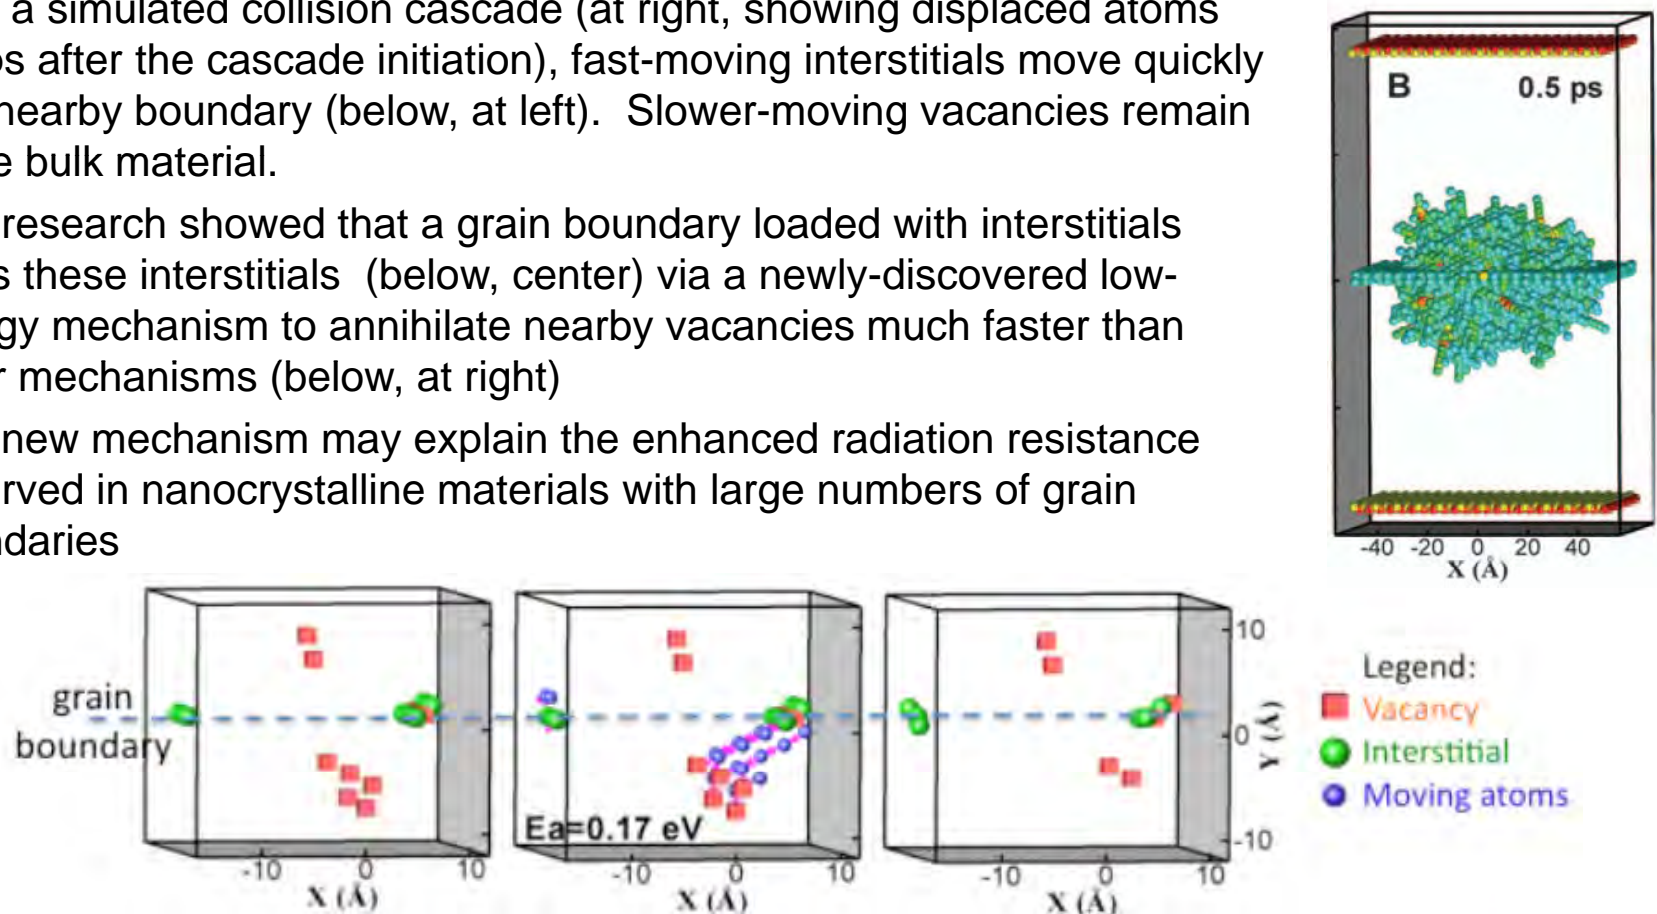 a simulated collision cascade (at right, showing displaced atoms
os after the cascade initiation), fast-moving interstitials move quickly
nearby boundary (below, at left).  Slower-moving vacancies remain
e bulk material.
research showed that a grain boundary loaded with interstitials
s these interstitials  (below, center) via a newly-discovered low-
gy mechanism to annihilate nearby vacancies much faster than
r mechanisms (below, at right)
new mechanism may explain the enhanced radiation resistance
rved in nanocrystalline materials with large numbers of grain
ndaries
B 0.5 ps
-40 -20 0 20 40
X (Å)
grain
boundary
Ea=0.17 eV
-10 0 10
X (Å)
-10 0 10
X (Å)
-10 0 10
X (Å)
10
0
-10
Y (Å)
Legend:
Vacancy
Interstitial
Moving atoms